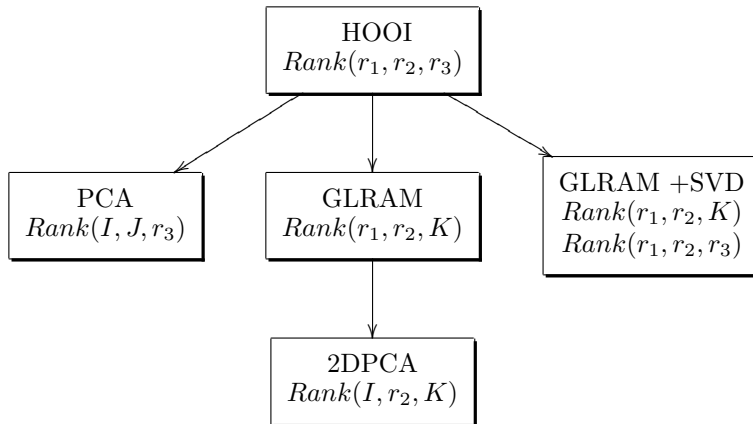 HOOI
Rank(r₁, r₂, r₃)
PCA
Rank(I, J, r₃)
GLRAM
Rank(r₁, r₂, K)
GLRAM +SVD
Rank(r₁, r₂, K)
Rank(r₁, r₂, r₃)
2DPCA
Rank(I, r₂, K)